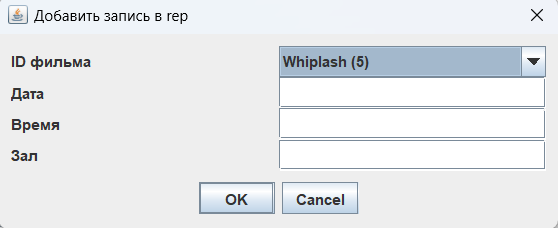 Добавить запись в rep
ID фильма Whiplash (5)
Дата
Время
Зал
OK Cancel